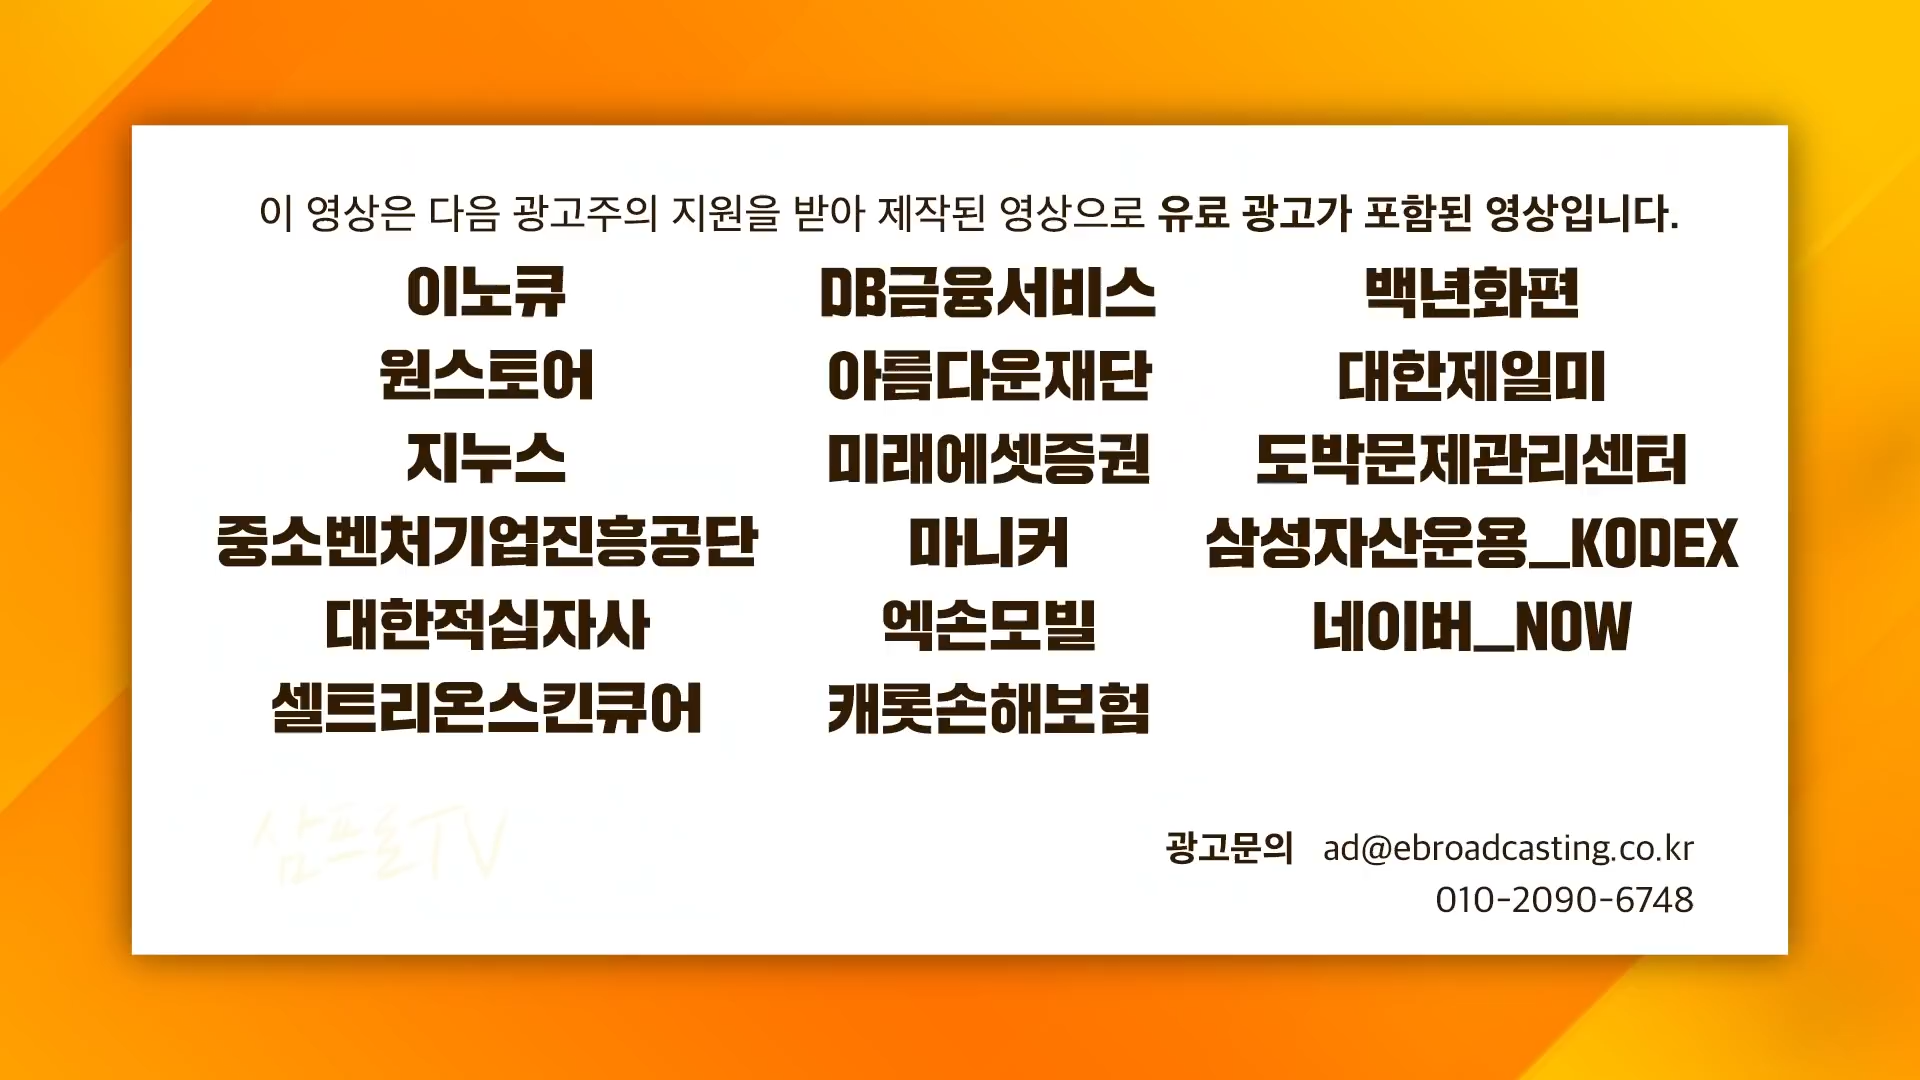 이 영상은 다음 광고주의 지원을 받아 제작된 영상으로 유료 광고가 포함된 영상입니다.
이노큐 DB금융서비스 백년화편
원스토어 아름다운재단 대한제일미
지누스 미래에셋증권 도박문제관리센터
중소벤처기업진흥공단 마니커 삼성자산운용_KODEX
대한적십자사 엑손모빌 네이버_NOW
셀트리온스킨큐어 캐롯손해보험
삼프로TV
광고문의 ad@ebroadcasting.co.kr
010-2090-6748